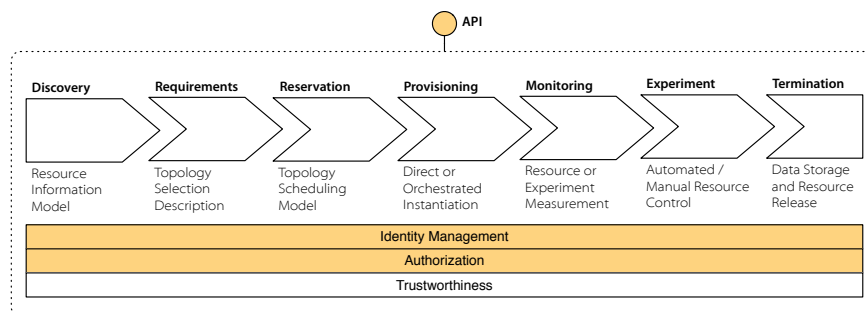 API
Discovery
Requirements
Reservation
Provisioning
Monitoring
Experiment
Termination
Resource
Information
Model
Topology
Selection
Description
Topology
Scheduling
Model
Direct or
Orchestrated
Instantiation
Resource or
Experiment
Measurement
Automated /
Manual Resource
Control
Data Storage
and Resource
Release
Identity Management
Authorization
Trustworthiness